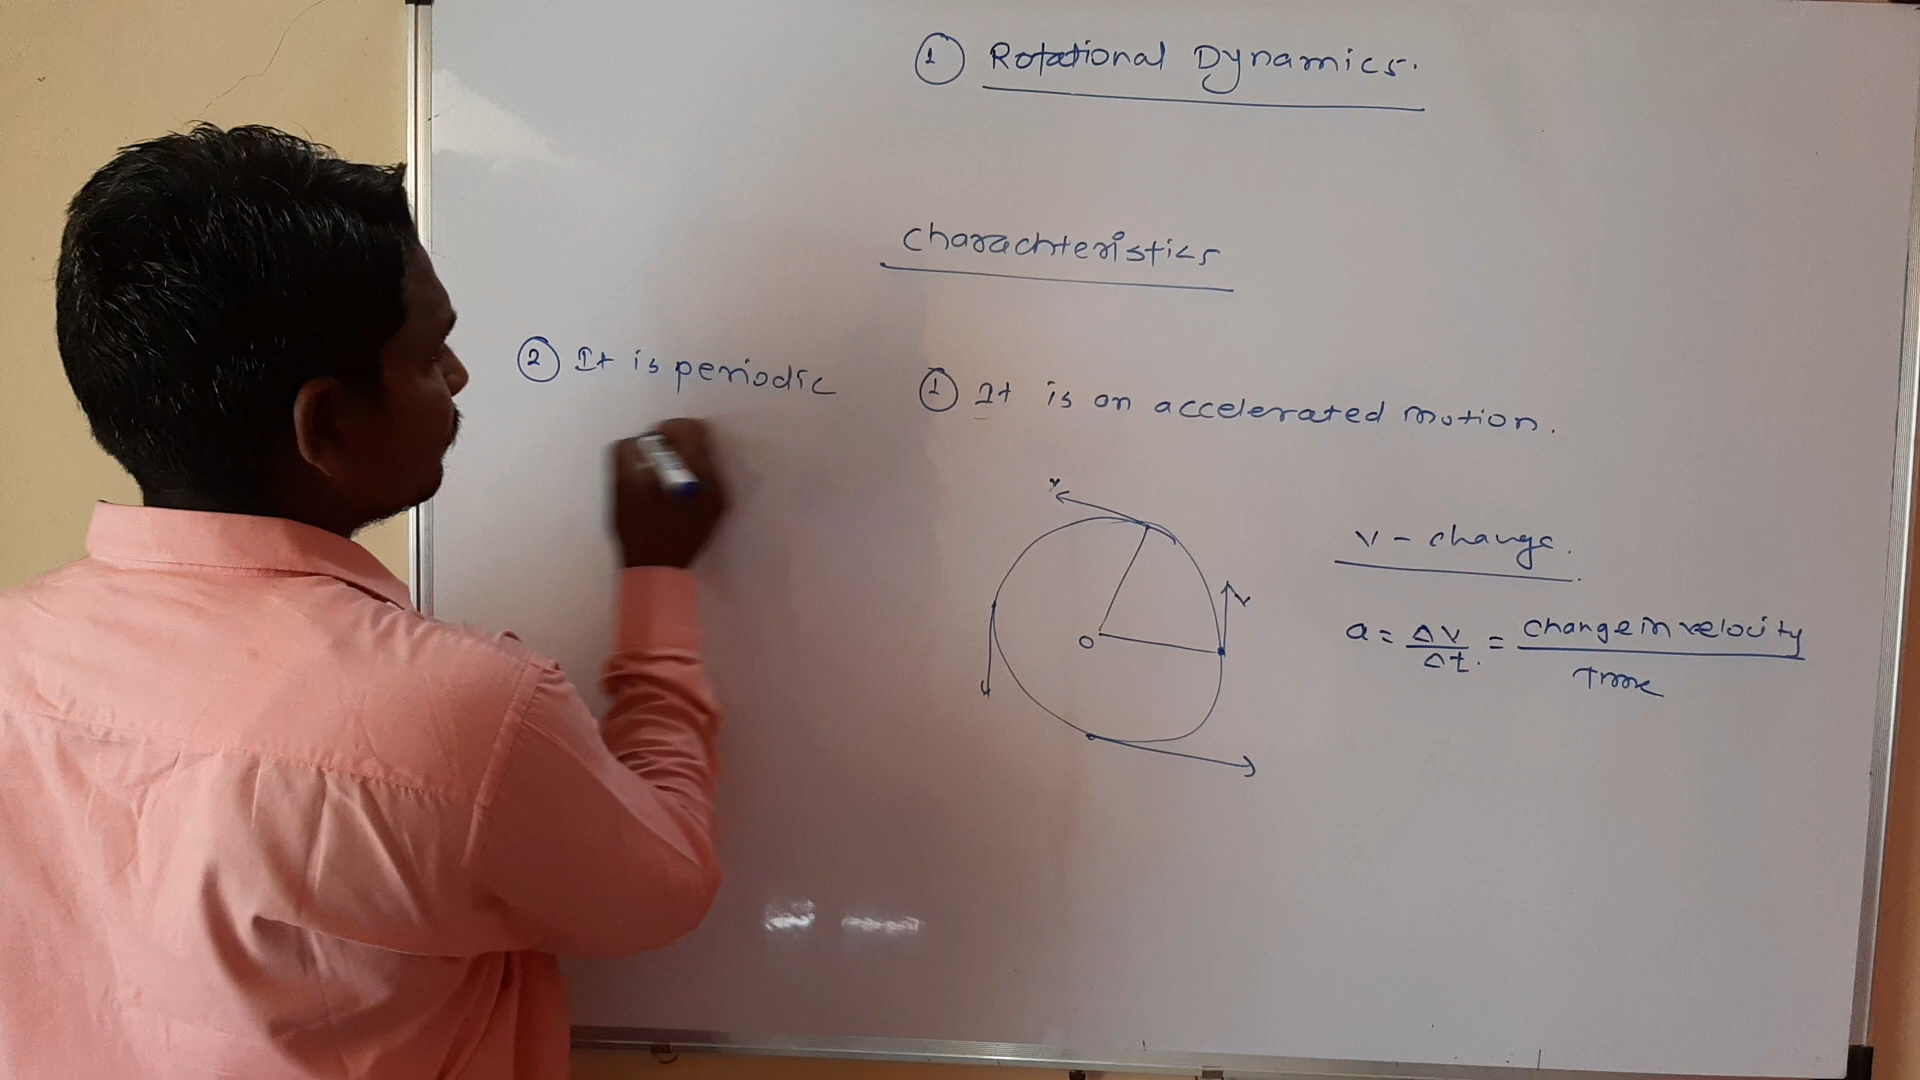 ① Rotational Dynamics.
Charachteristics
② It is periodic
① It is an accelerated motion.
v
v
O
v - change.
a = Δv/Δt. = change in velocity/Time